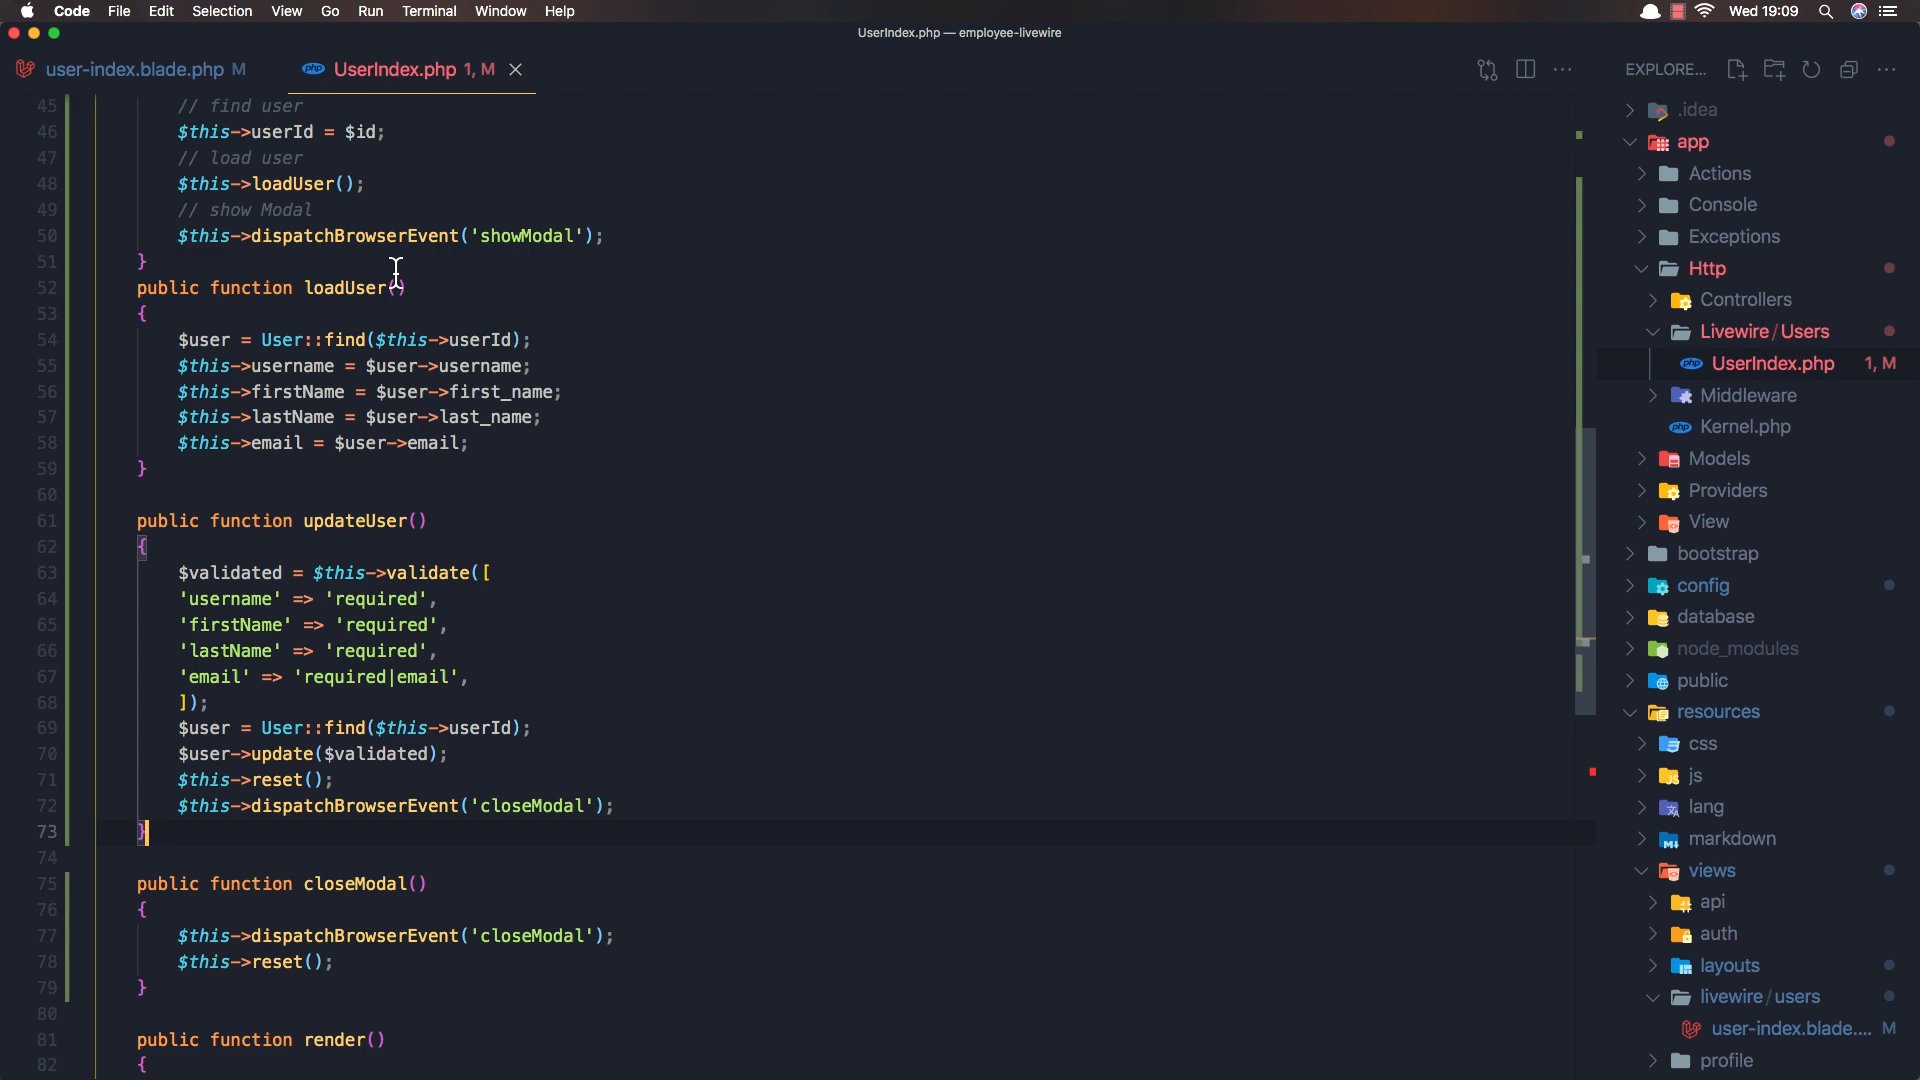 Code File Edit Selection View Go Run Terminal Window Help Wed 19:09
UserIndex.php — employee-livewire
user-index.blade.php M php UserIndex.php 1, M EXPLORE...
45 // find user
46 $this->userId = $id;
47 // load user
48 $this->loadUser();
49 // show Modal
50 $this->dispatchBrowserEvent('showModal');
51 }
52 public function loadUser()
53 {
54 $user = User::find($this->userId);
55 $this->username = $user->username;
56 $this->firstName = $user->first_name;
57 $this->lastName = $user->last_name;
58 $this->email = $user->email;
59 }
60
61 public function updateUser()
62 {
63 $validated = $this->validate([
64 'username' => 'required',
65 'firstName' => 'required',
66 'lastName' => 'required',
67 'email' => 'required|email',
68 ]);
69 $user = User::find($this->userId);
70 $user->update($validated);
71 $this->reset();
72 $this->dispatchBrowserEvent('closeModal');
73 }
74
75 public function closeModal()
76 {
77 $this->dispatchBrowserEvent('closeModal');
78 $this->reset();
79 }
80
81 public function render()
82 {
.idea
app
Actions
Console
Exceptions
Http
Controllers
Livewire / Users
php UserIndex.php 1, M
Middleware
php Kernel.php
Models
Providers
View
bootstrap
config
database
node_modules
public
resources
css
js
lang
markdown
views
api
auth
layouts
livewire / users
user-index.blade.... M
profile